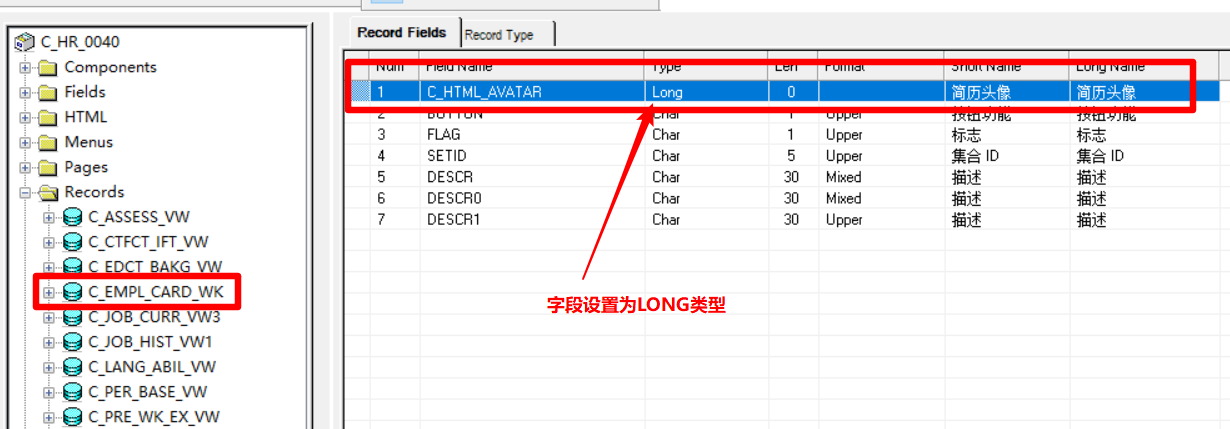 C_HR_0040
Components
Fields
HTML
Menus
Pages
Records
C_ASSESS_VW
C_CTFCT_IFT_VW
C_EDCT_BAKG_VW
C_EMPL_CARD_WK
C_JOB_CURR_VW3
C_JOB_HIST_VW1
C_LANG_ABIL_VW
C_PER_BASE_VW
C_PRE_WK_EX_VW
Record Fields Record Type
Num Field Name Type Len Format Short Name Long Name
1 C_HTML_AVATAR Long 0 简历头像 简历头像
2 BUTTON Char 1 Upper 按钮功能 按钮功能
3 FLAG Char 1 Upper 标志 标志
4 SETID Char 5 Upper 集合 ID 集合 ID
5 DESCR Char 30 Mixed 描述 描述
6 DESCR0 Char 30 Mixed 描述 描述
7 DESCR1 Char 30 Upper 描述 描述
字段设置为LONG类型